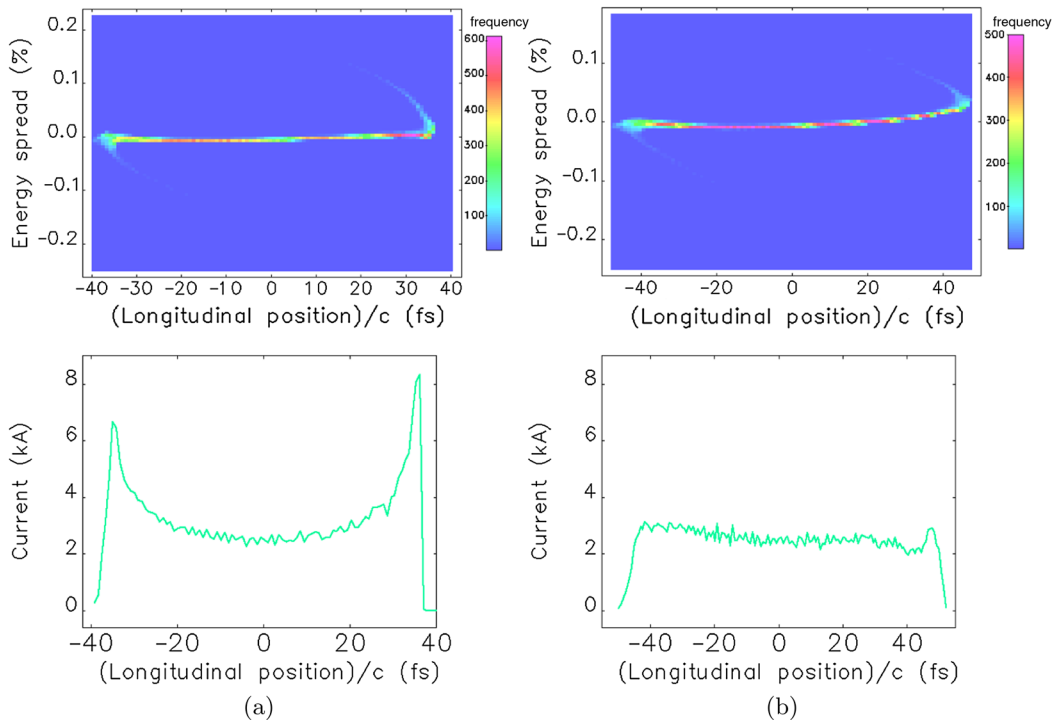 frequency
600
500
400
300
200
100
Energy spread (%)
0.2
0.1
0.0
−0.1
−0.2
−40 −30 −20 −10 0 10 20 30 40
(Longitudinal position)/c (fs)
frequency
500
400
300
200
100
Energy spread (%)
0.1
0.0
−0.1
−0.2
−40 −20 0 20 40
(Longitudinal position)/c (fs)
Current (kA)
8
6
4
2
0
−40 −20 0 20 40
(Longitudinal position)/c (fs)
(a)
Current (kA)
8
6
4
2
0
−40 −20 0 20 40
(Longitudinal position)/c (fs)
(b)